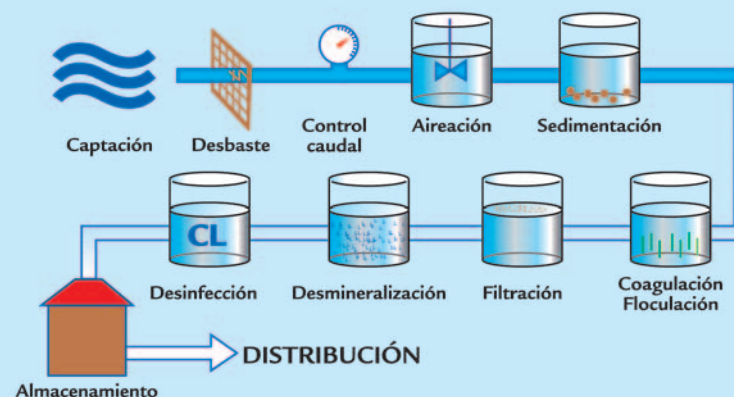 Captación
Desbaste
Control
caudal
Aireación
Sedimentación
CL
Desinfección
Desmineralización
Filtración
Coagulación
Floculación
DISTRIBUCIÓN
Almacenamiento